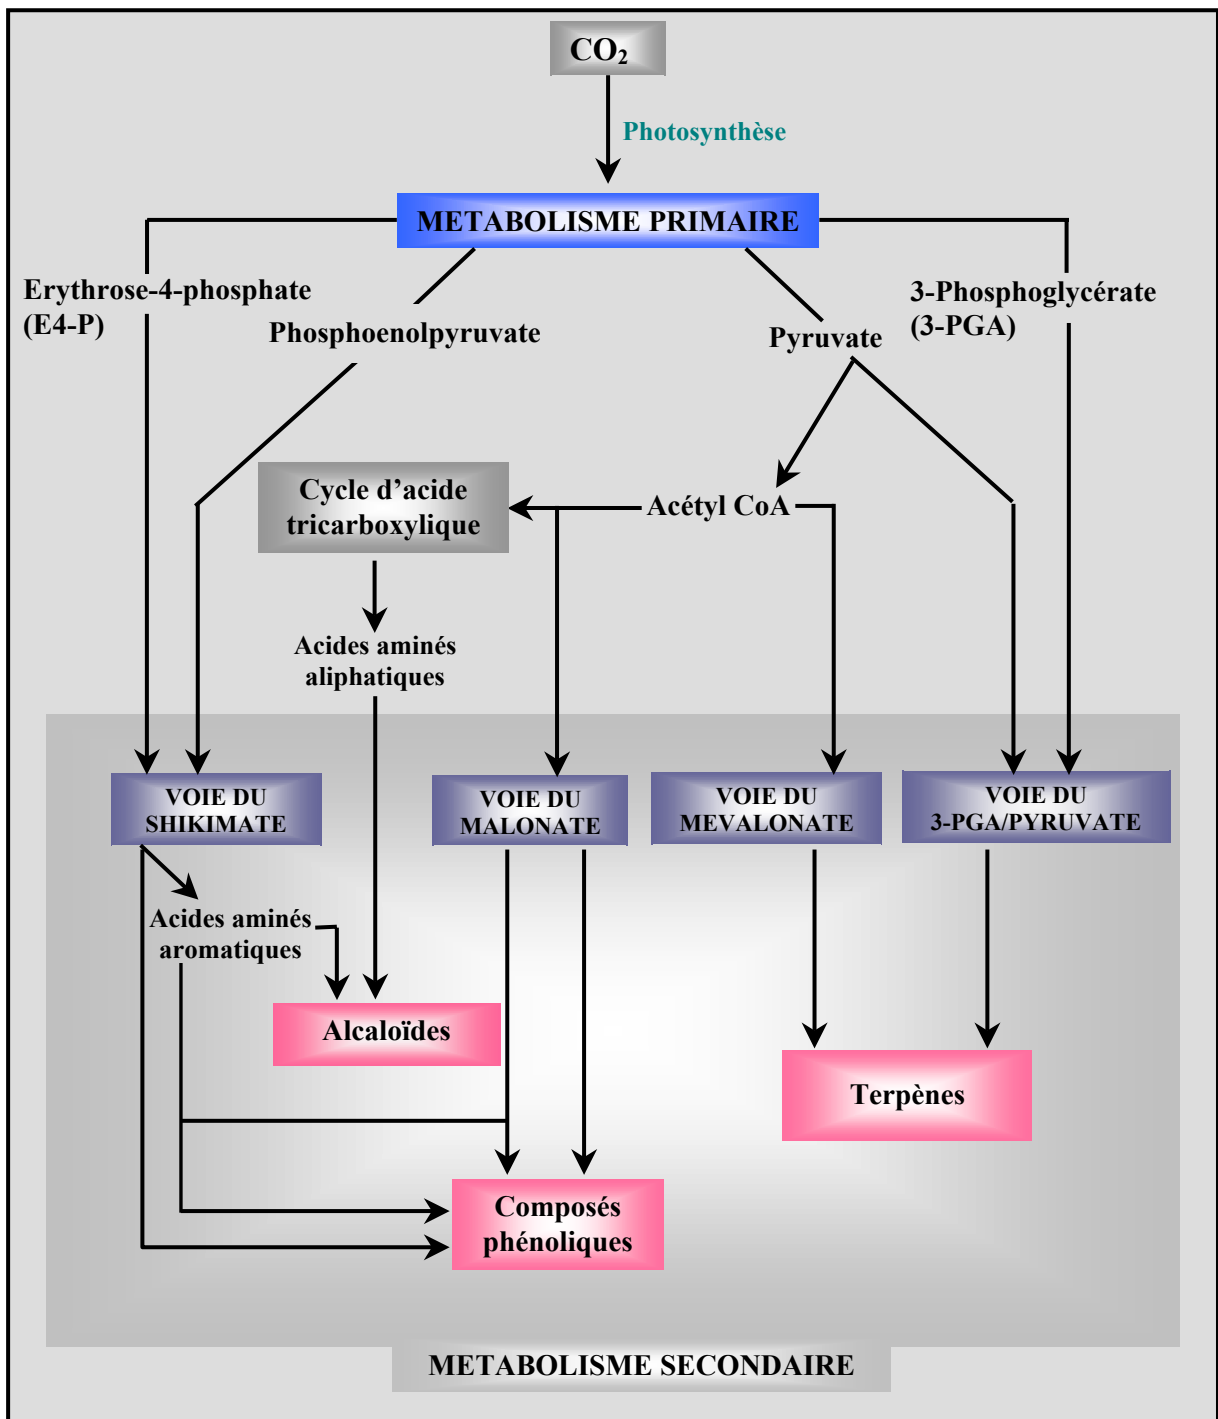 CO₂
Photosynthèse
METABOLISME PRIMAIRE
Erythrose-4-phosphate
(E4-P)
Phosphoenolpyruvate
Pyruvate
3-Phosphoglycérate
(3-PGA)
Cycle d’acide
tricarboxylique
Acétyl CoA
Acides aminés
aliphatiques
VOIE DU
SHIKIMATE
VOIE DU
MALONATE
VOIE DU
MEVALONATE
VOIE DU
3-PGA/PYRUVATE
Acides aminés
aromatiques
Alcaloïdes
Terpènes
Composés
phénoliques
METABOLISME SECONDAIRE